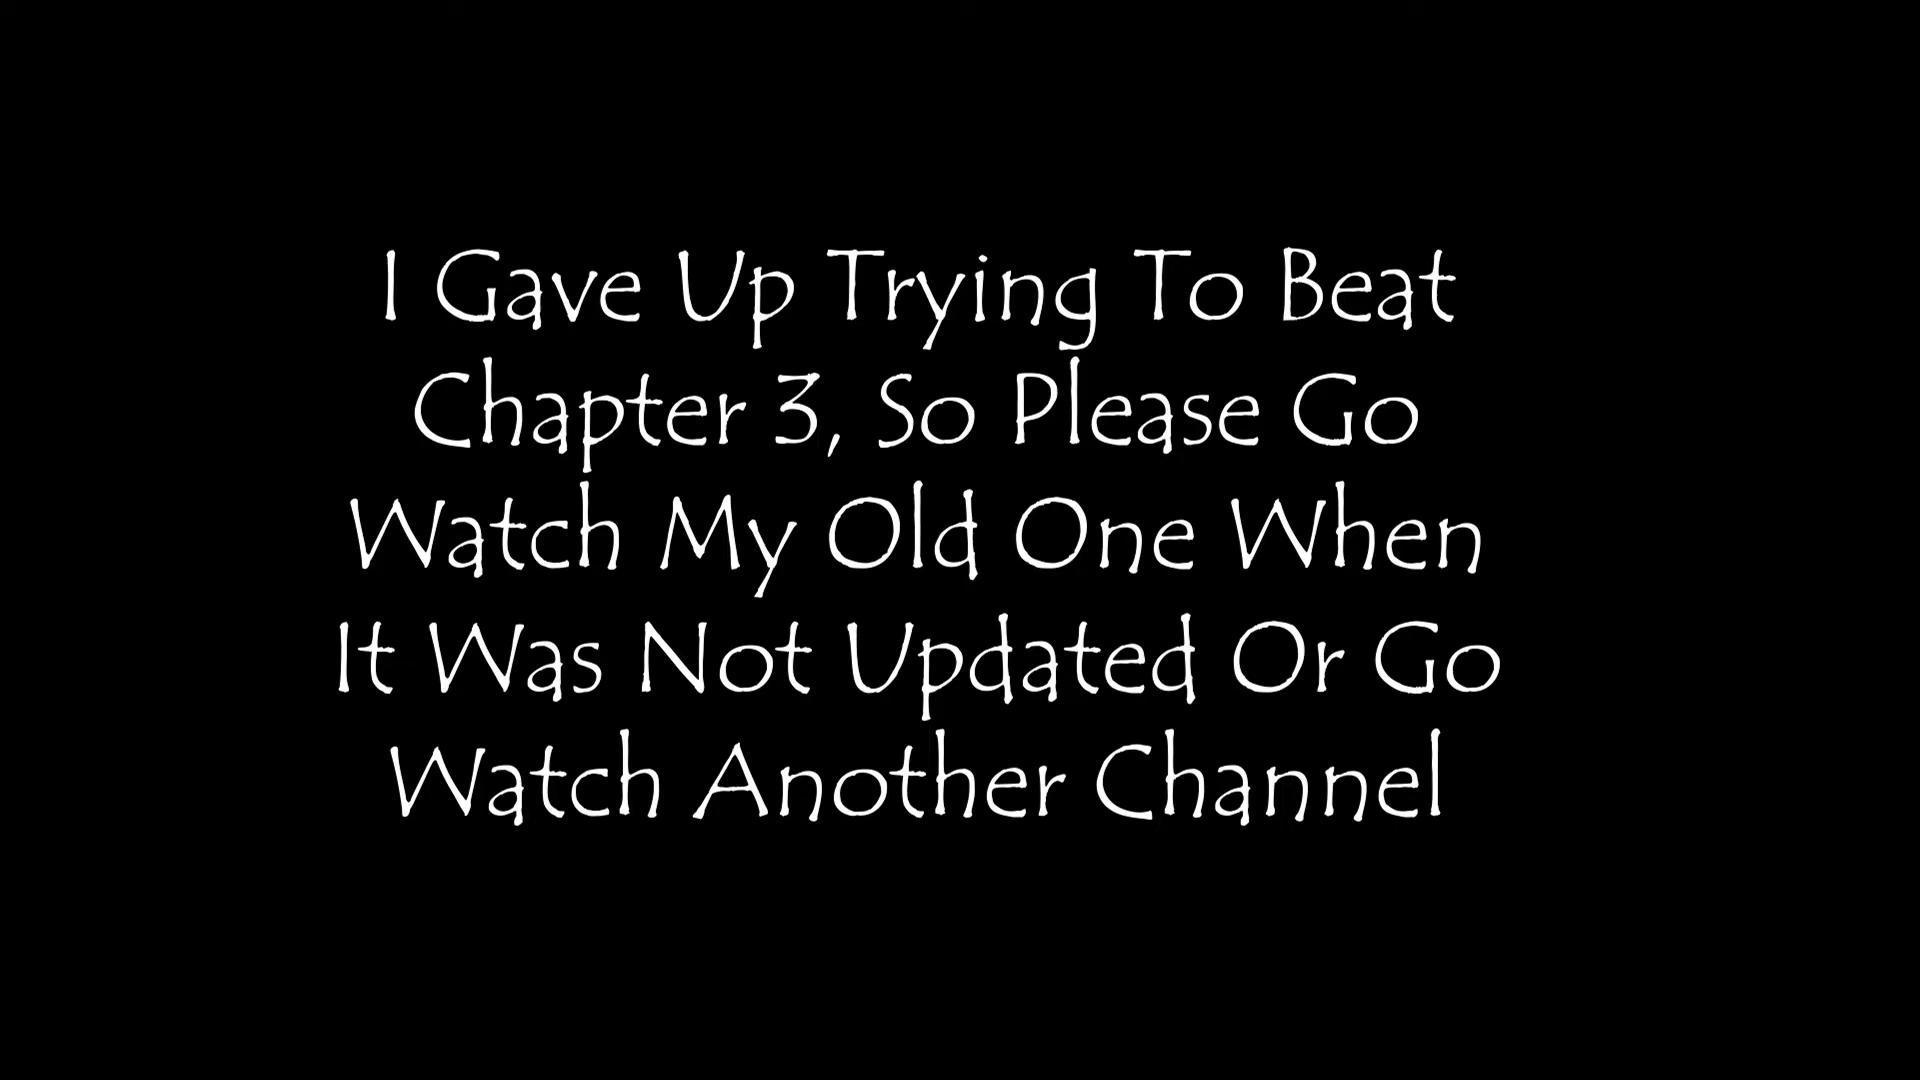 I Gave Up Trying To Beat
Chapter 3, So Please Go
Watch My Old One When
It Was Not Updated Or Go
Watch Another Channel